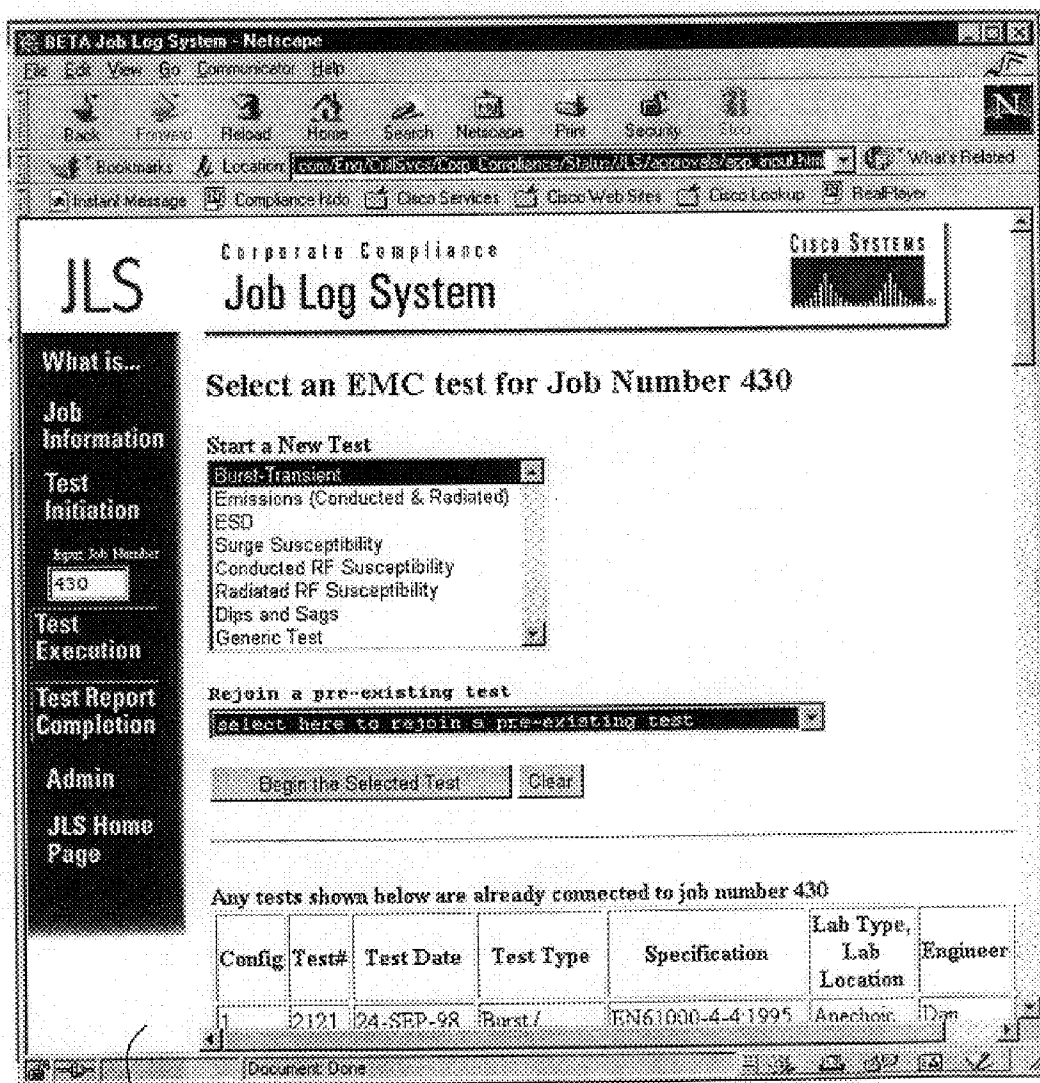 BETA Job Log System - Netscape
File Edit View Go Communicator Help
Back Forward Reload Home Search Netscape Print Security Stop
Bookmarks Location What's Related
Instant Message Cisco Services Cisco Web Sites Cisco Lookup RealPlayer
JLS
Corporate Compliance
Job Log System
CISCO SYSTEMS
What is...
Job
Information
Test
Initiation
Input Job Number
430
Test
Execution
Test Report
Completion
Admin
JLS Home
Page
Select an EMC test for Job Number 430
Start a New Test
Burst-Transient
Emissions (Conducted & Radiated)
ESD
Surge Susceptibility
Conducted RF Susceptibility
Radiated RF Susceptibility
Dips and Sags
Generic Test
Rejoin a pre-existing test
select here to rejoin a pre-existing test
Begin the Selected Test Clear
Any tests shown below are already connected to job number 430
Config Test# Test Date Test Type Specification Lab Type, Lab Location Engineer
1 2121 24-SEP-98 Burst / EN61000-4-4 1995 Anechoic Dan
Document: Done